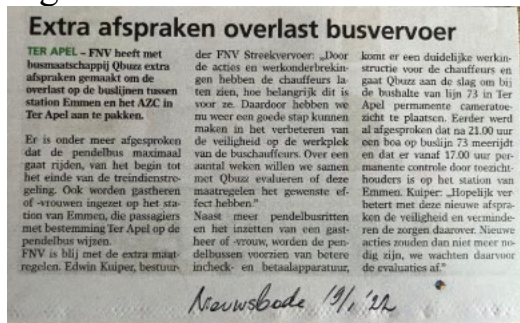 Extra afspraken overlast busvervoer
TER APEL – FNV heeft met
busmaatschappij Qbuzz extra
afspraken gemaakt om de
overlast op de buslijnen tussen
station Emmen en het AZC in
Ter Apel aan te pakken.
Er is onder meer afgesproken
dat de pendelbus maximaal
gaat rijden, van het begin tot
het einde van de treindienstre-
geling. Ook worden gastheren
of -vrouwen ingezet op het sta-
tion van Emmen, die passagiers
met bestemming Ter Apel op de
pendelbus wijzen.
FNV is blij met de extra maat-
regelen. Edwin Kuiper, bestuur-
der FNV Streekvervoer: „Door
de acties en werkonderbrekin-
gen hebben de chauffeurs la-
ten zien, hoe belangrijk dit is
voor ze. Daardoor hebben we
nu weer een goede stap kunnen
maken in het verbeteren van
de veiligheid op de werkplek
van de buschauffeurs. Over een
aantal weken willen we samen
met Qbuzz evalueren of deze
maatregelen het gewenste ef-
fect hebben."
Naast meer pendelbusritten
en het inzetten van een gast-
heer of -vrouw, worden de pen-
delbussen voorzien van betere
incheck- en betaalapparatuur,
komt er een duidelijke werkin-
structie voor de chauffeurs en
gaat Qbuzz aan de slag om bij
de bushalte van lijn 73 in Ter
Apel permanente cameratoe-
zicht te plaatsen. Eerder werd
al afgesproken dat na 21.00 uur
een boa op buslijn 73 meerijdt
en dat er vanaf 17.00 uur per-
manente controle door toezicht-
houders is op het station van
Emmen. Kuiper: „Hopelijk ver-
betert met deze nieuwe afspra-
ken de veiligheid en verminde-
ren de zorgen daarover. Nieuwe
acties zouden dan niet meer no-
dig zijn, we wachten daarvoor
de evaluaties af."
Nieuwsbode 19/1 '22